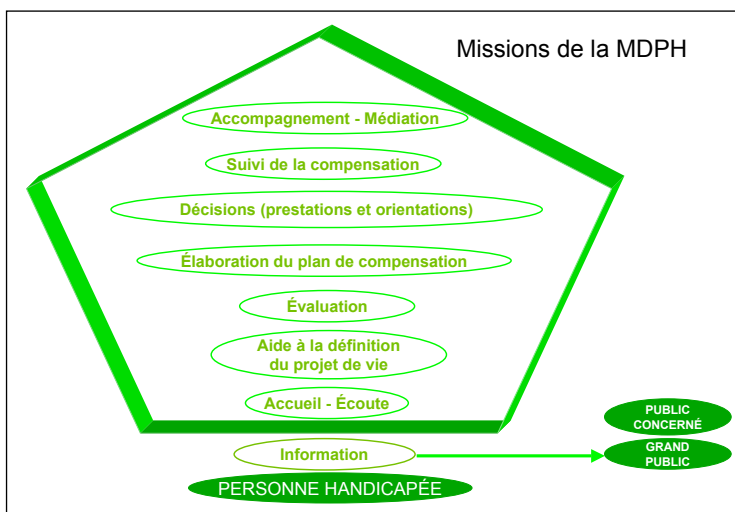 Missions de la MDPH
Accompagnement - Médiation
Suivi de la compensation
Décisions (prestations et orientations)
Élaboration du plan de compensation
Évaluation
Aide à la définition
du projet de vie
Accueil - Écoute
PUBLIC
CONCERNÉ
Information
GRAND
PUBLIC
PERSONNE HANDICAPÉE